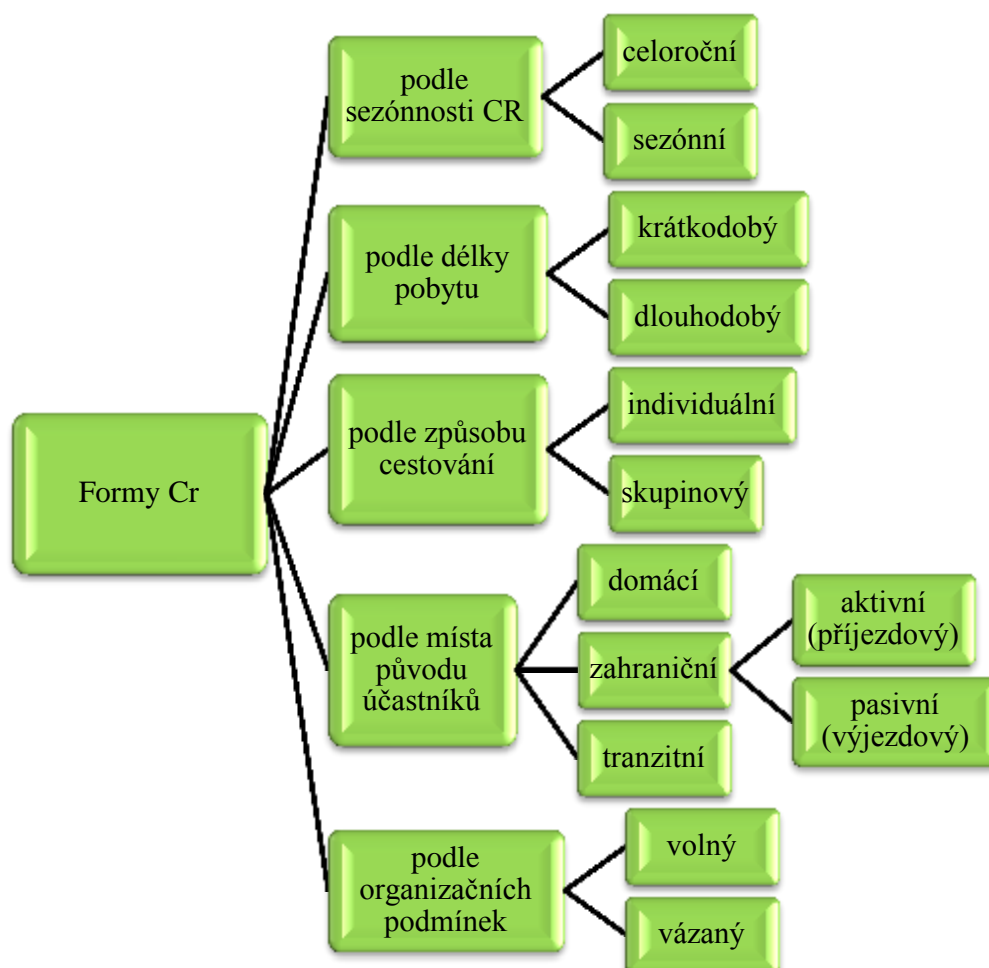 Formy Cr
podle
sezónnosti CR
celoroční
sezónní
podle délky
pobytu
krátkodobý
dlouhodobý
podle způsobu
cestování
individuální
skupinový
podle místa
původu
účastníků
domácí
zahraniční
aktivní
(příjezdový)
pasivní
(výjezdový)
tranzitní
podle
organizačních
podmínek
volný
vázaný